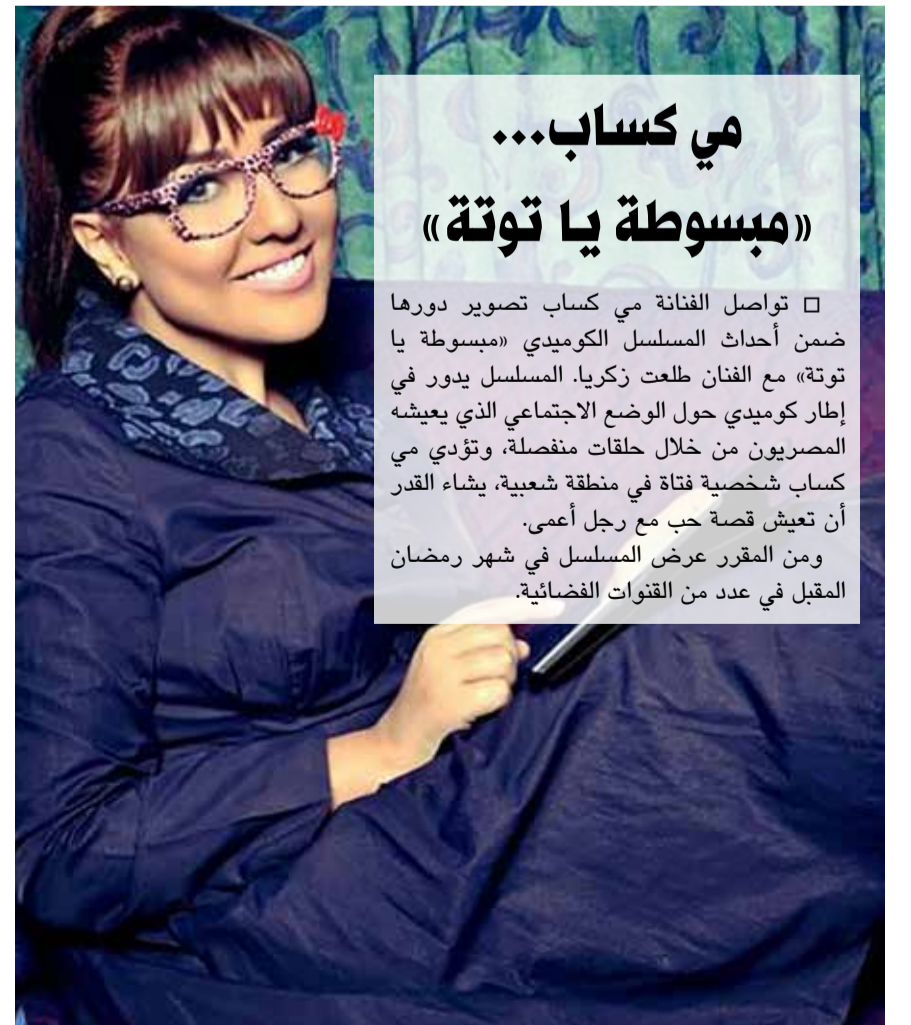 مي كساب...
«مبسوطة يا توتة»
□ تواصل الفنانة مي كساب تصوير دورها
ضمن أحداث المسلسل الكوميدي «مبسوطة يا
توتة» مع الفنان طلعت زكريا. المسلسل يدور في
إطار كوميدي حول الوضع الاجتماعي الذي يعيشه
المصريون من خلال حلقات منفصلة، وتؤدي مي
كساب شخصية فتاة في منطقة شعبية، يشاء القدر
أن تعيش قصة حب مع رجل أعمى.
ومن المقرر عرض المسلسل في شهر رمضان
المقبل في عدد من القنوات الفضائية.